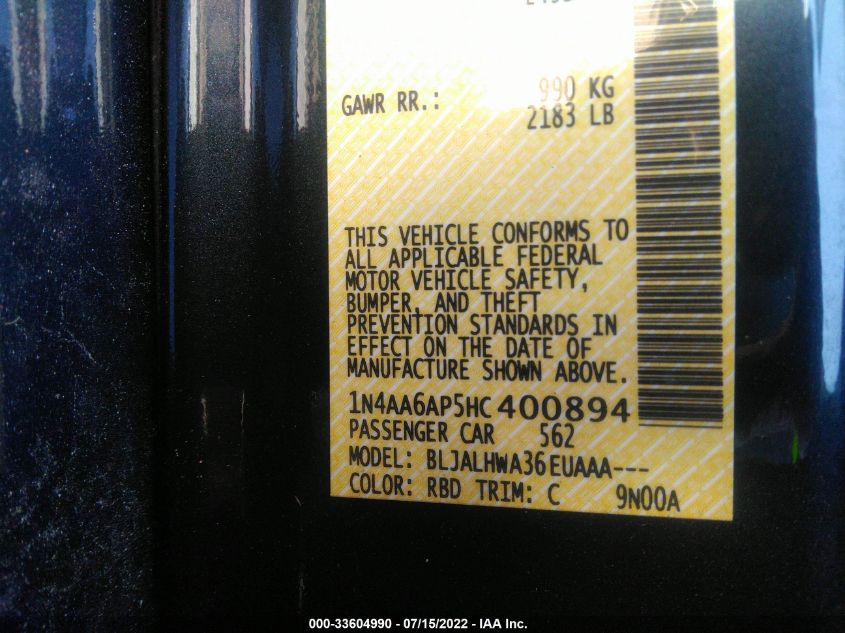 GAWR RR.: 990 KG
2183 LB
THIS VEHICLE CONFORMS TO
ALL APPLICABLE FEDERAL
MOTOR VEHICLE SAFETY,
BUMPER, AND THEFT
PREVENTION STANDARDS IN
EFFECT ON THE DATE OF
MANUFACTURE SHOWN ABOVE.
1N4AA6AP5HC400894
PASSENGER CAR 562
MODEL: BLJALHWA36EUAAA---
COLOR: RBD TRIM: C 9N00A
000-33604990 - 07/15/2022 - IAA Inc.